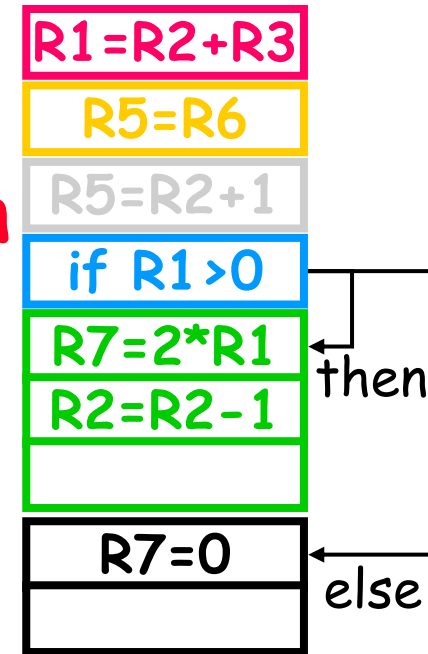 R1=R2+R3
R5=R6
R5=R2+1
if R1>0
R7=2*R1
then
R2=R2-1
R7=0
else